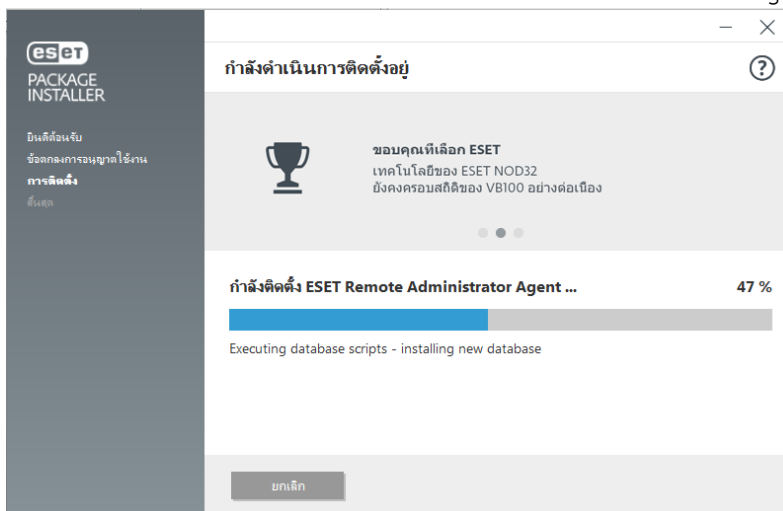 eset
PACKAGE
INSTALLER
ยินดีต้อนรับ
ข้อตกลงการอนุญาตใช้งาน
การติดตั้ง
สิ้นสุด
กำลังดำเนินการติดตั้งอยู่
?
ขอบคุณที่เลือก ESET
เทคโนโลยีของ ESET NOD32
ยังคงครอบสถิติของ VB100 อย่างต่อเนื่อง
กำลังติดตั้ง ESET Remote Administrator Agent ...
47 %
Executing database scripts - installing new database
ยกเลิก